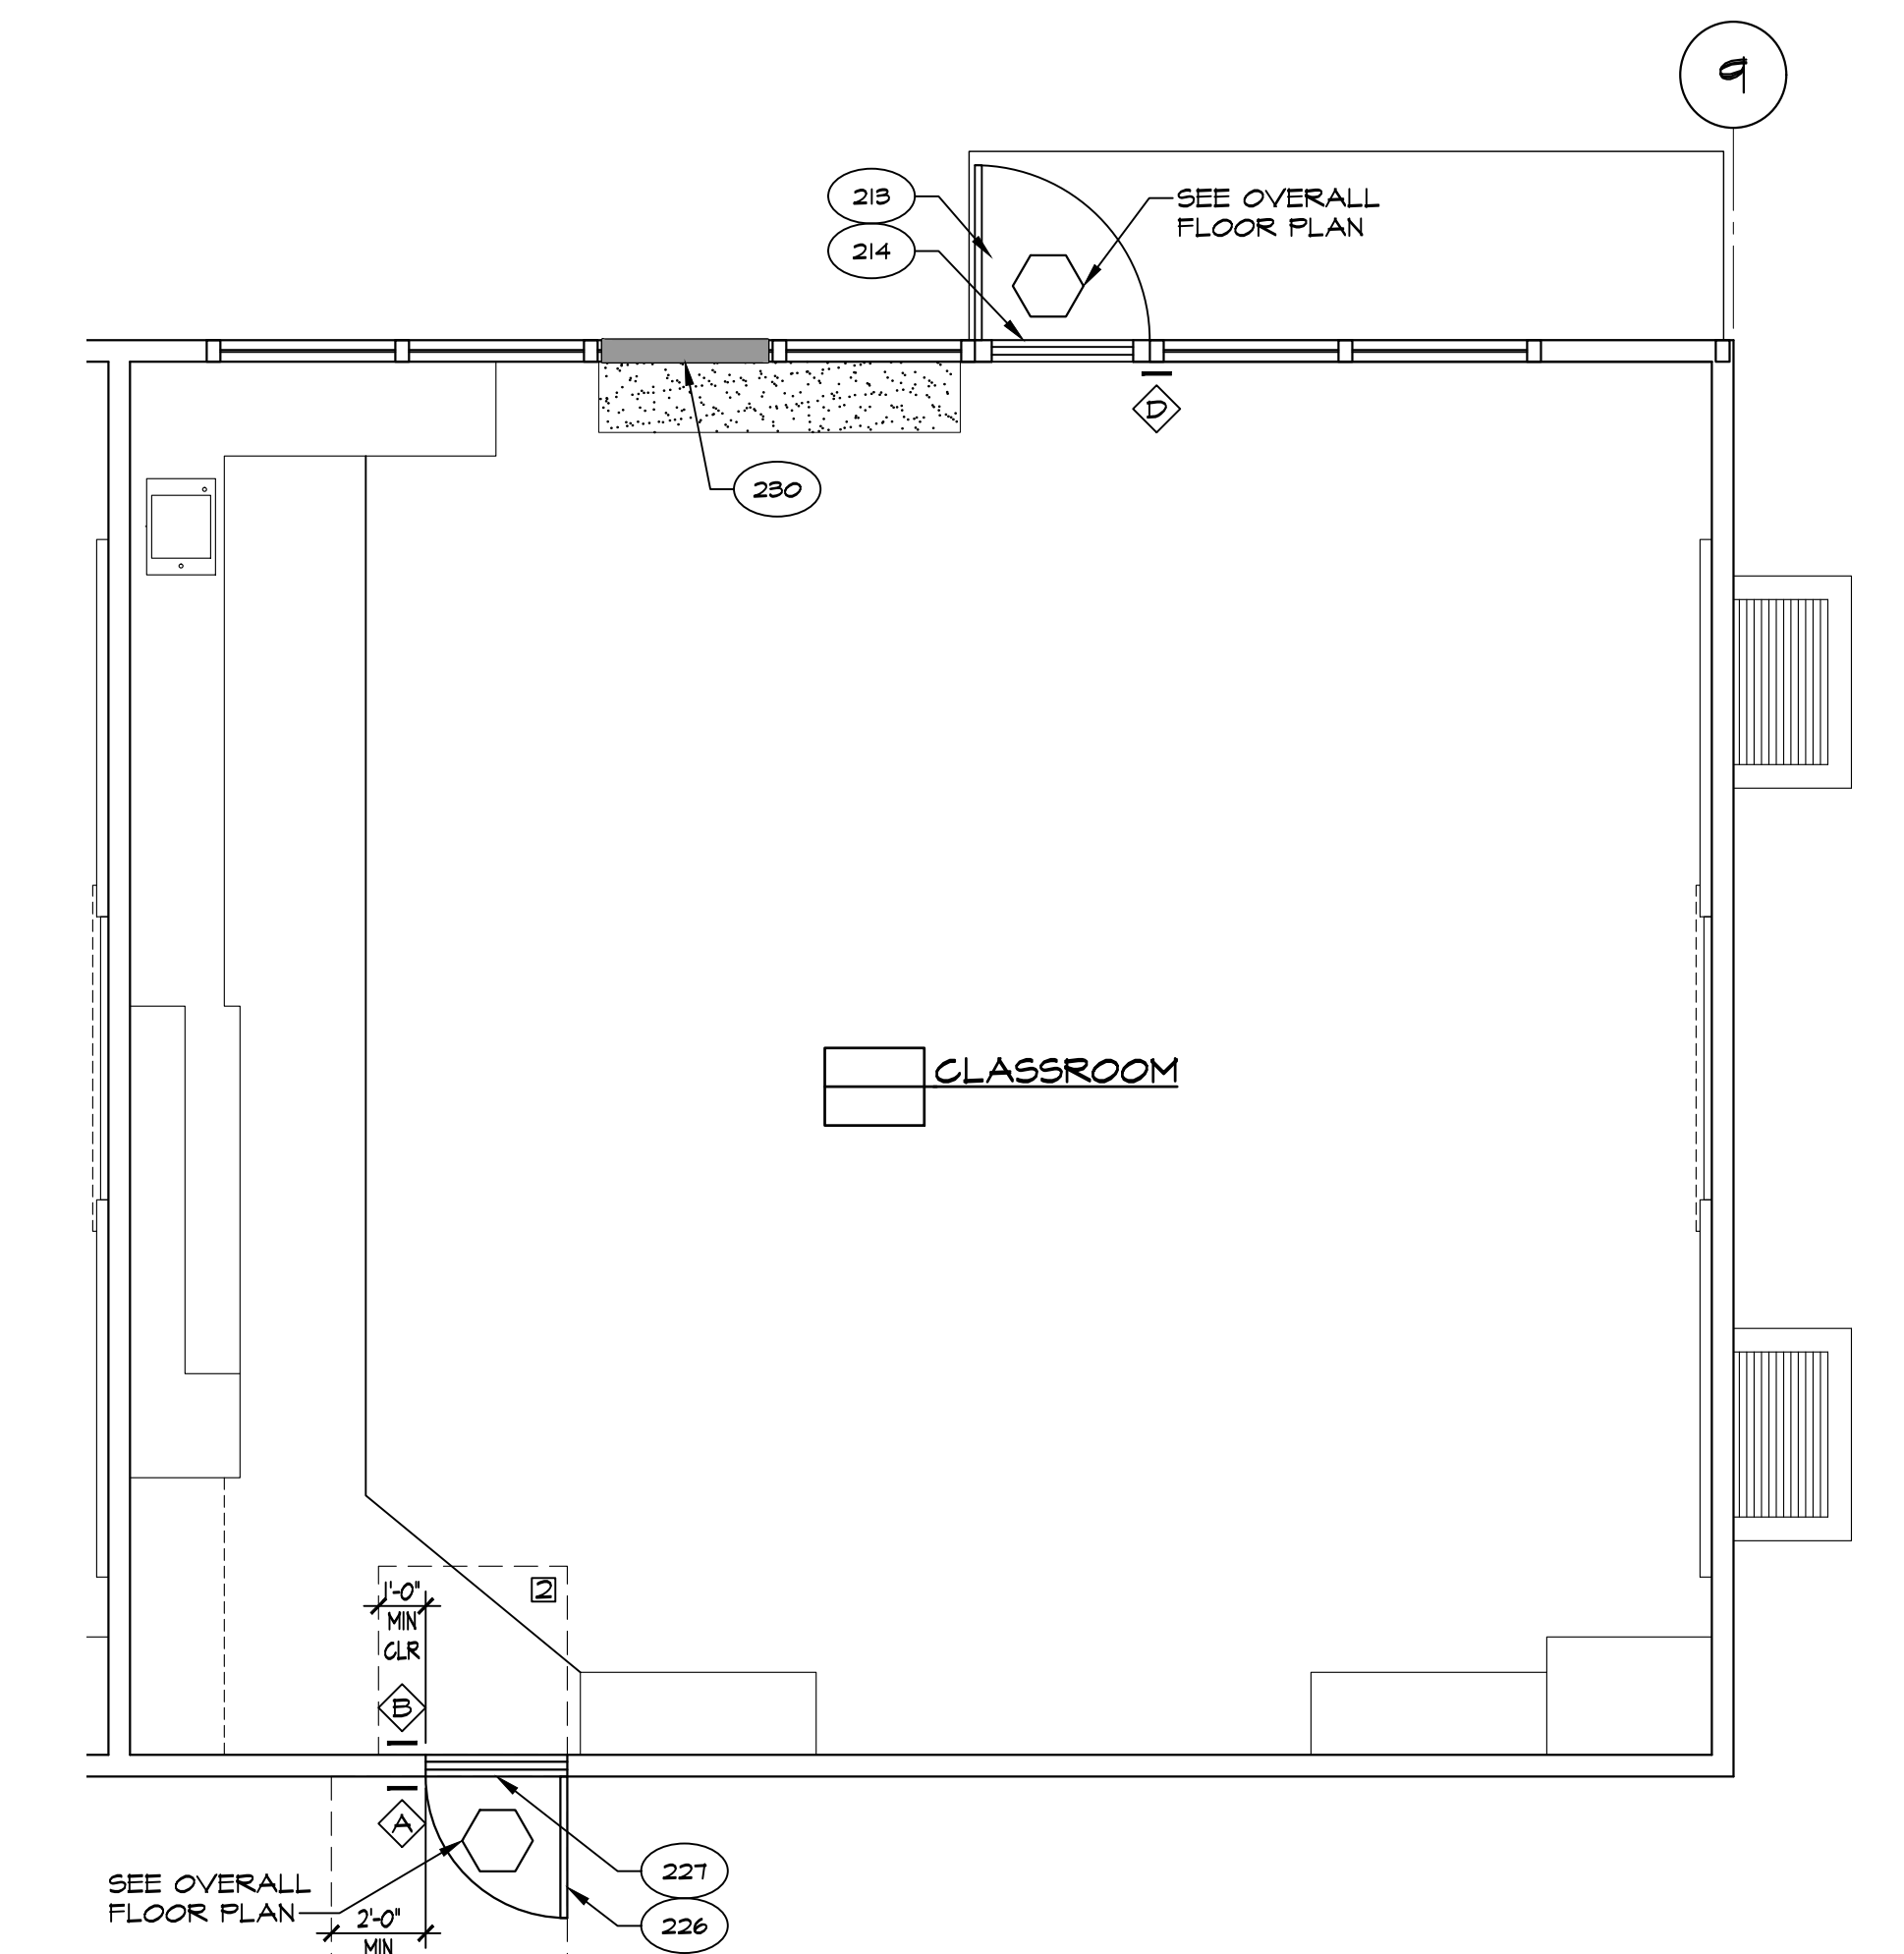 9
213
SEE OVERALL
FLOOR PLAN
214
D
230
CLASSROOM
1'-0"
2
MIN
CLR
B
A
227
SEE OVERALL
FLOOR PLAN
2'-0"
226
MIN